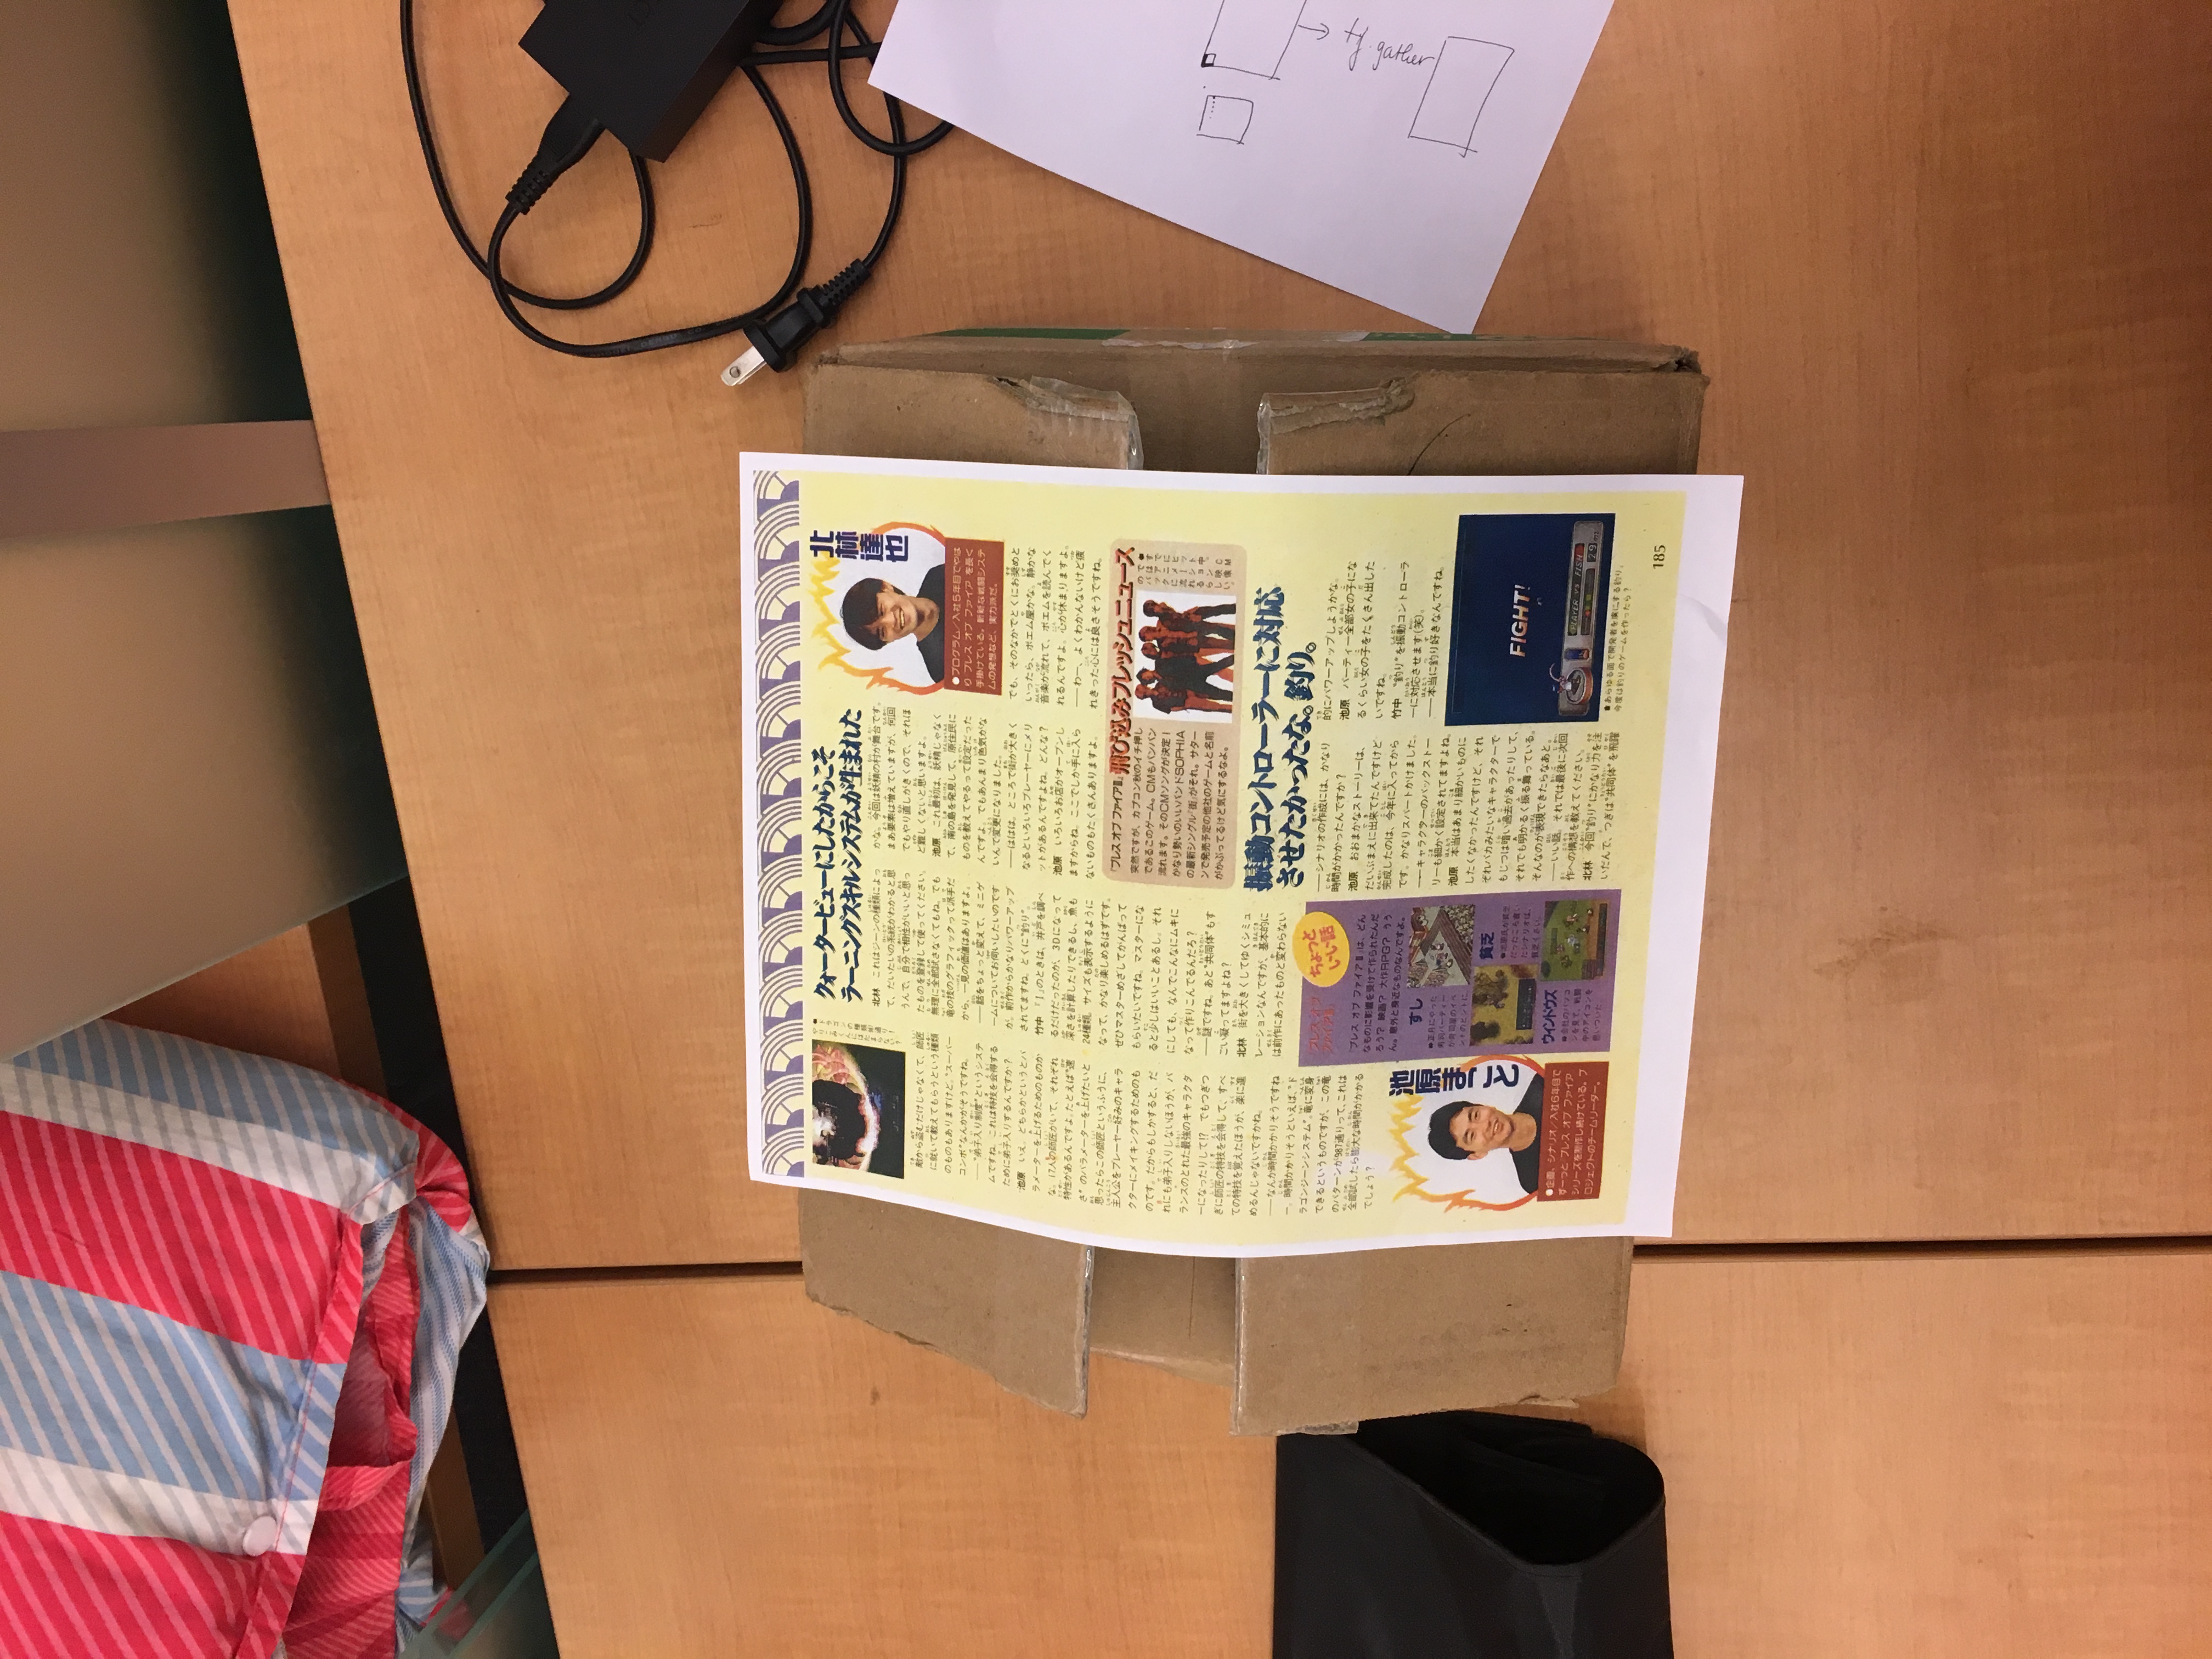 クォータービューにしたからこそ
ラーニングスキルシステムが生まれた
北林達也
●プログラム/入社5年目でやは
り ブレス オブ ファイア を長く
手掛けている。斬新な戦闘システ
ムの発想など、実力派だ。
敵から盗むだけじゃなくて、師匠
に就いて教えてもらうという種類
のものもありますけど。"スーパー
コンボ"なんかがそうですね。
――"弟子入り制度"というシステ
ムですね。これは特技を会得する
ために弟子入りするんですか?
池原 いえ。どちらかというとパ
ラメーターを上げるためのものか
な。17人の師匠がいて、それぞれ
特性があるんですよ。たとえば"速
さ" のパラメーターを上げたいと
思ったらこの師匠というふうに、
主人公をプレーヤー好みのキャラ
クターにメイキングするためのも
のです。だからもしかすると、だ
れにも弟子入りしないほうが、バ
ランスのとれた最強のキャラクタ
ーになったりして!? でもつぎつ
ぎに師匠の特技を会得して、すべ
ての特技を覚えたほうが、楽に進
めるんじゃないですかね。
――なんか時間かかりそうですね
ー。時間かかりそうといえば、"ド
ラゴンジーンシステム"。竜に変身
できるというものですが、この竜
のパターンが987通りって、これは
全部試したら膨大な時間がかかる
でしょう?
池原まこと
●企画、シナリオ/入社6年目で
ずーっと ブレス オブ ファイア
シリーズを制作し続けている。プ
ロジェクトのチームリーダー。
北林 これはジーンの種類によっ
て、だいたいの系統がわかると思
うんで、自分で相性がいいと思っ
たものを登録して使ってください。
無理に全部試さなくてもね。でも
竜の技のグラフィックって派手だ
から、一見の価値はありますよ。
――話をちょっと変えて、ミニゲ
ームについてお伺いしたいのです
が。前作からかなりパワーアップ
されてますね。とくに"釣り"。
竹中 『Ⅰ』のときは、井戸を調べ
るだけだったのが、3Dになって
深さを計算したりできるし、魚も
24種類。サイズも表示するように
なって、かなり楽しめるはずです。
ぜひマスターめざしてがんばって
もらいたいですね。マスターにな
ると少しはいいことあるし。それ
にしても、なんでこんなにムキに
なって作りこんでるんだろ?
――謎ですね。あと"共同体"もす
ごい凝ってますよね?
北林 街を大きくしてゆくシミュ
レーションなんですが、基本的に
は前作にあったものと変わらない
かな。今回は妖精の村が舞台です。
まあ要素は増えていますが、何回
でもやり直しがきくので、それほ
ど難しくないと思いますよ。
池原 これ最初は、妖精じゃなく
て、南の島を発見して、原住民に
ものを教えてやるって設定だった
んですよ。でもあんまり色気がな
いんで変更になりました。
――ははは。ところで街が大きく
なるといろいろプレーヤーにメリ
ットがあるんですよね。どんな?
池原 いろいろお店がオープンし
ますからね。ここでしか手に入ら
ないものもたくさんありますよ。
でも、そのなかでとくにお奨めと
いったら、ポエム屋かな。静かな
音楽が流れて、ポエムを読んでく
れるんですよ。心が休まりますよ。
――わー、よくわかんないけど疲
れきった心には良さそうですね。
『ブレス オブ ファイアⅢ』飛び込みフレッシュニュース
突然ですが、カプコン秋のイチ押し
であるこのゲーム。CMもバンバン
流れます。そのCMソングが決定!
かなり勢いのいいバンドSOPHIA
の最新シングル『街』がそれ。サター
ンで発売予定の他社のゲームと名前
がかぶってるけど気にするなよ。
●すでにヒット中。CM
ではアニメーション映像
のバックに流れるらしい。
振動コントローラーに対応
させたかったな。釣り。
――シナリオの作成には、かなり
時間がかかったんですか?
池原 おおまかなストーリーは、
だいぶまえに出来てたんですけど
完成したのは、今年に入ってから
です。かなりスパートかけました。
――キャラクターのバックストー
リーも細かく設定されてますよね。
池原 本当はあまり細かいものに
したくなかったんですけど、それ
ぞれバカみたいなキャラクターで
もじつは暗い過去があったりして、
それでも明かるく振る舞っている。
そんなのが表現できたらなあと。
――いい話。それでは最後に次回
作への構想を教えてください。
北林 今回"釣り"にかなり力を注
いだんで、つぎは"共同体"を飛躍
的にパワーアップしようかな。
池原 パーティー全部女の子にな
るくらい女の子をたくさん出した
いですね。
竹中 "釣り"を振動コントローラ
ーに対応させます(笑)。
――本当に釣り好きなんですね。
『ブレス オブ
ファイアⅢ』
ちょっと
いい話
『ブレス オブ ファイアⅢ』は、どん
なものに影響を受けて作られたんだ
ろう? 映画? 大作RPG? うう
ん。意外と身近なものなんですよ。
すし
貧乏
ウインドウズ
●会社のパソコ
ンを見て、戦闘
中のアイコンを
思いついた。
FIGHT!
PLAYER VS FISH
●あらゆる面で開発者を虜にする釣り。
今度は釣りのゲームを作ったら?
185
→ try gather